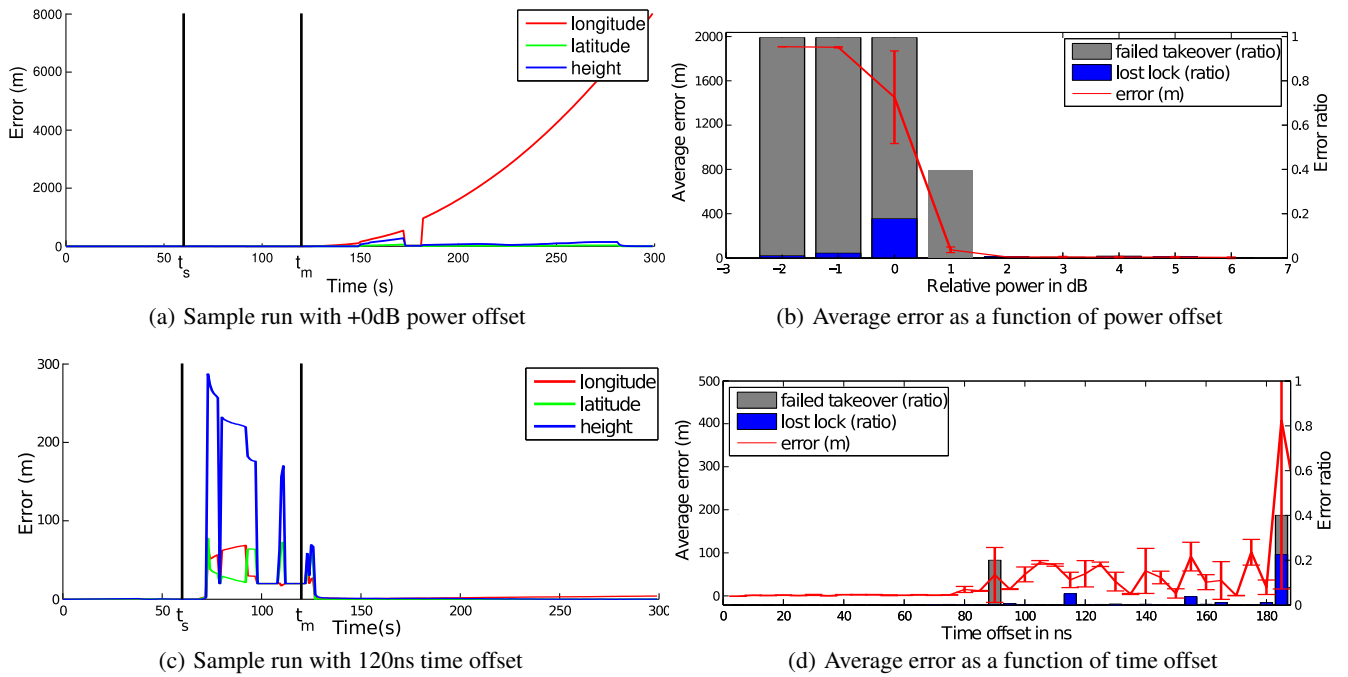 8000
6000
4000
2000
0
Error (m)
longitude
latitude
height
0
50
100
150
200
250
300
t_s
t_m
Time (s)
(a) Sample run with +0dB power offset
2000
1600
1200
800
400
0
Average error (m)
failed takeover (ratio)
lost lock (ratio)
error (m)
1
0.8
0.6
0.4
0.2
0
Error ratio
−3
−2
−1
0
1
2
3
4
5
6
7
Relative power in dB
(b) Average error as a function of power offset
300
200
100
0
Error (m)
longitude
latitude
height
0
50
100
150
200
250
300
t_s
t_m
Time(s)
(c) Sample run with 120ns time offset
500
400
300
200
100
0
Average error (m)
failed takeover (ratio)
lost lock (ratio)
error (m)
1
0.8
0.6
0.4
0.2
0
Error ratio
0
20
40
60
80
100
120
140
160
180
Time offset in ns
(d) Average error as a function of time offset